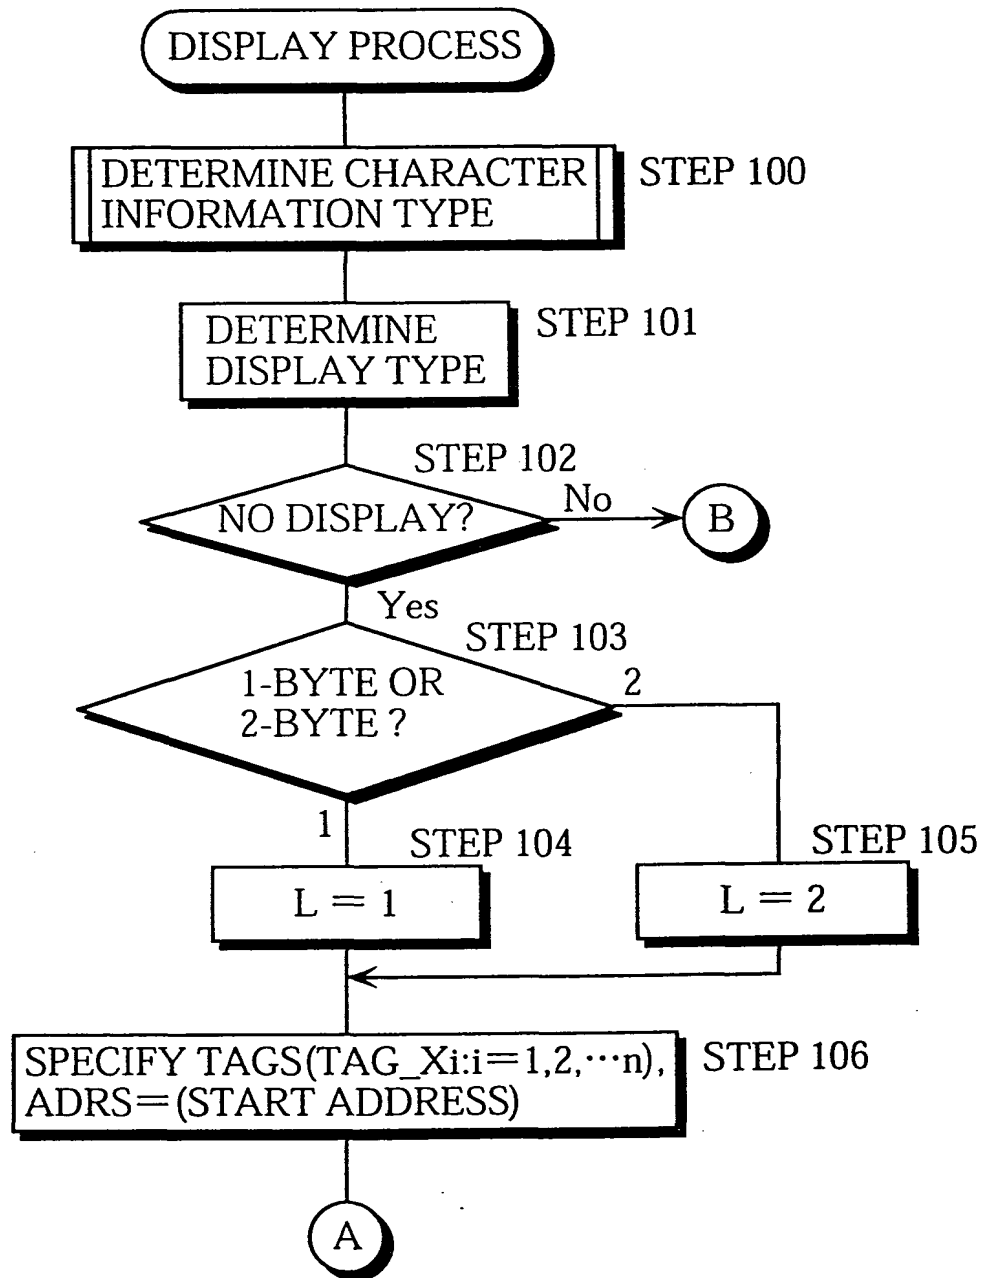 DISPLAY PROCESS
DETERMINE CHARACTER
INFORMATION TYPE
STEP 100
DETERMINE
DISPLAY TYPE
STEP 101
STEP 102
NO DISPLAY?
No
B
Yes
STEP 103
1-BYTE OR
2-BYTE ?
2
1
STEP 104
L = 1
STEP 105
L = 2
SPECIFY TAGS(TAG_Xi:i=1,2,···n),
ADRS=(START ADDRESS)
STEP 106
A